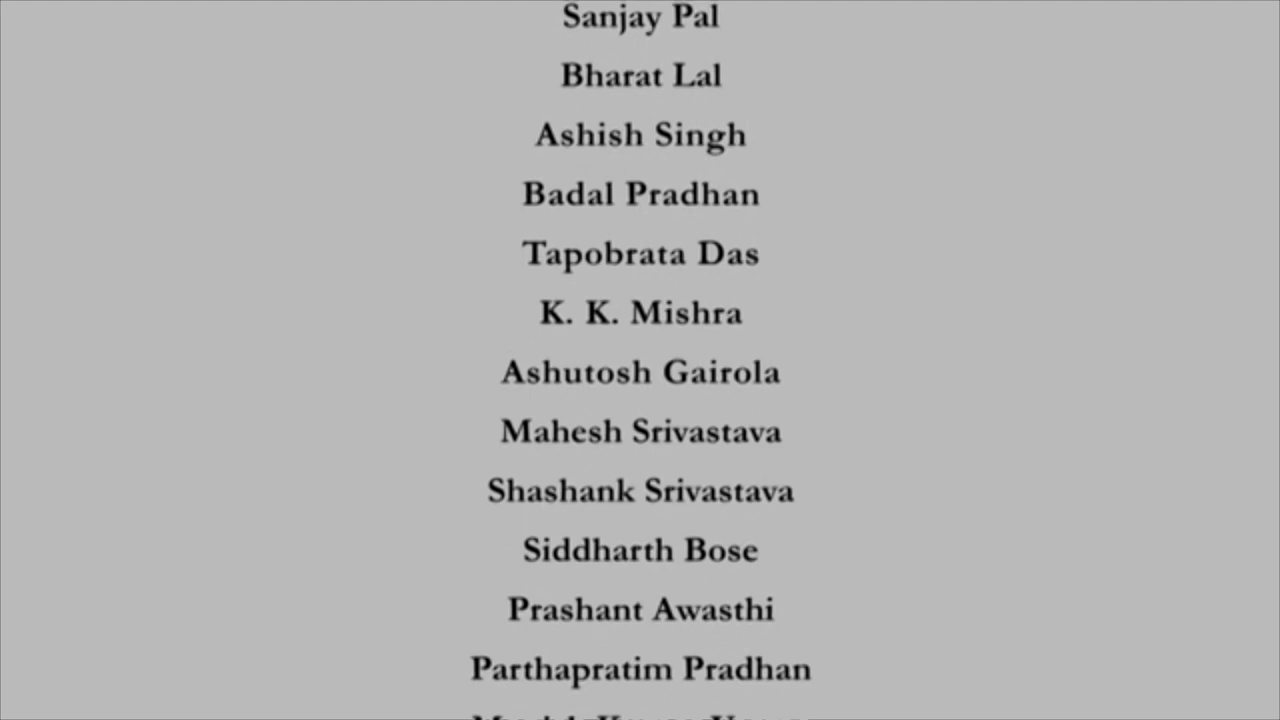 Sanjay Pal
Bharat Lal
Ashish Singh
Badal Pradhan
Tapobrata Das
K. K. Mishra
Ashutosh Gairola
Mahesh Srivastava
Shashank Srivastava
Siddharth Bose
Prashant Awasthi
Parthapratim Pradhan